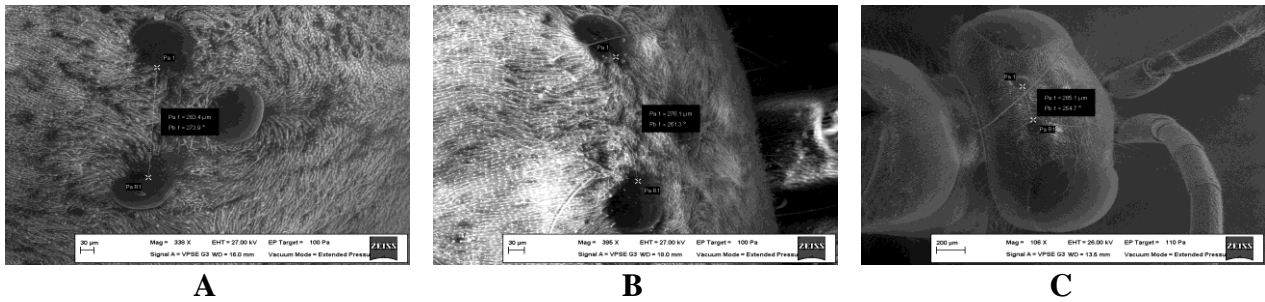 Pa 1
Pa 1 = 280.4 µm
Pb 1 = 273.9 °
Pa R1
30 µm
Mag = 338 X
EHT = 27.00 kV
EP Target = 100 Pa
Signal A = VPSE G3
WD = 16.0 mm
Vacuum Mode = Extended Pressu
ZEISS
A
Pa 1
Pa 1 = 276.1 µm
Pb 1 = 261.3 °
Pa R1
30 µm
Mag = 395 X
EHT = 27.00 kV
EP Target = 100 Pa
Signal A = VPSE G3
WD = 18.0 mm
Vacuum Mode = Extended Pressu
ZEISS
B
Pa 1
Pa 1 = 285.1 µm
Pb 1 = 254.7 °
Pa R1
200 µm
Mag = 106 X
EHT = 26.00 kV
EP Target = 110 Pa
Signal A = VPSE G3
WD = 13.5 mm
Vacuum Mode = Extended Pressu
ZEISS
C